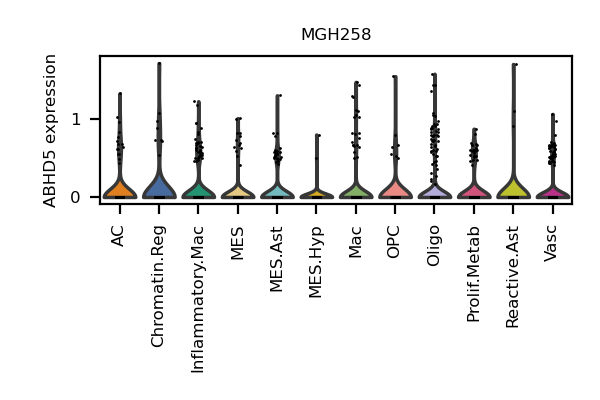 MGH258
ABHD5 expression
1
0
AC
Chromatin.Reg
Inflammatory.Mac
MES
MES.Ast
MES.Hyp
Mac
OPC
Oligo
Prolif.Metab
Reactive.Ast
Vasc